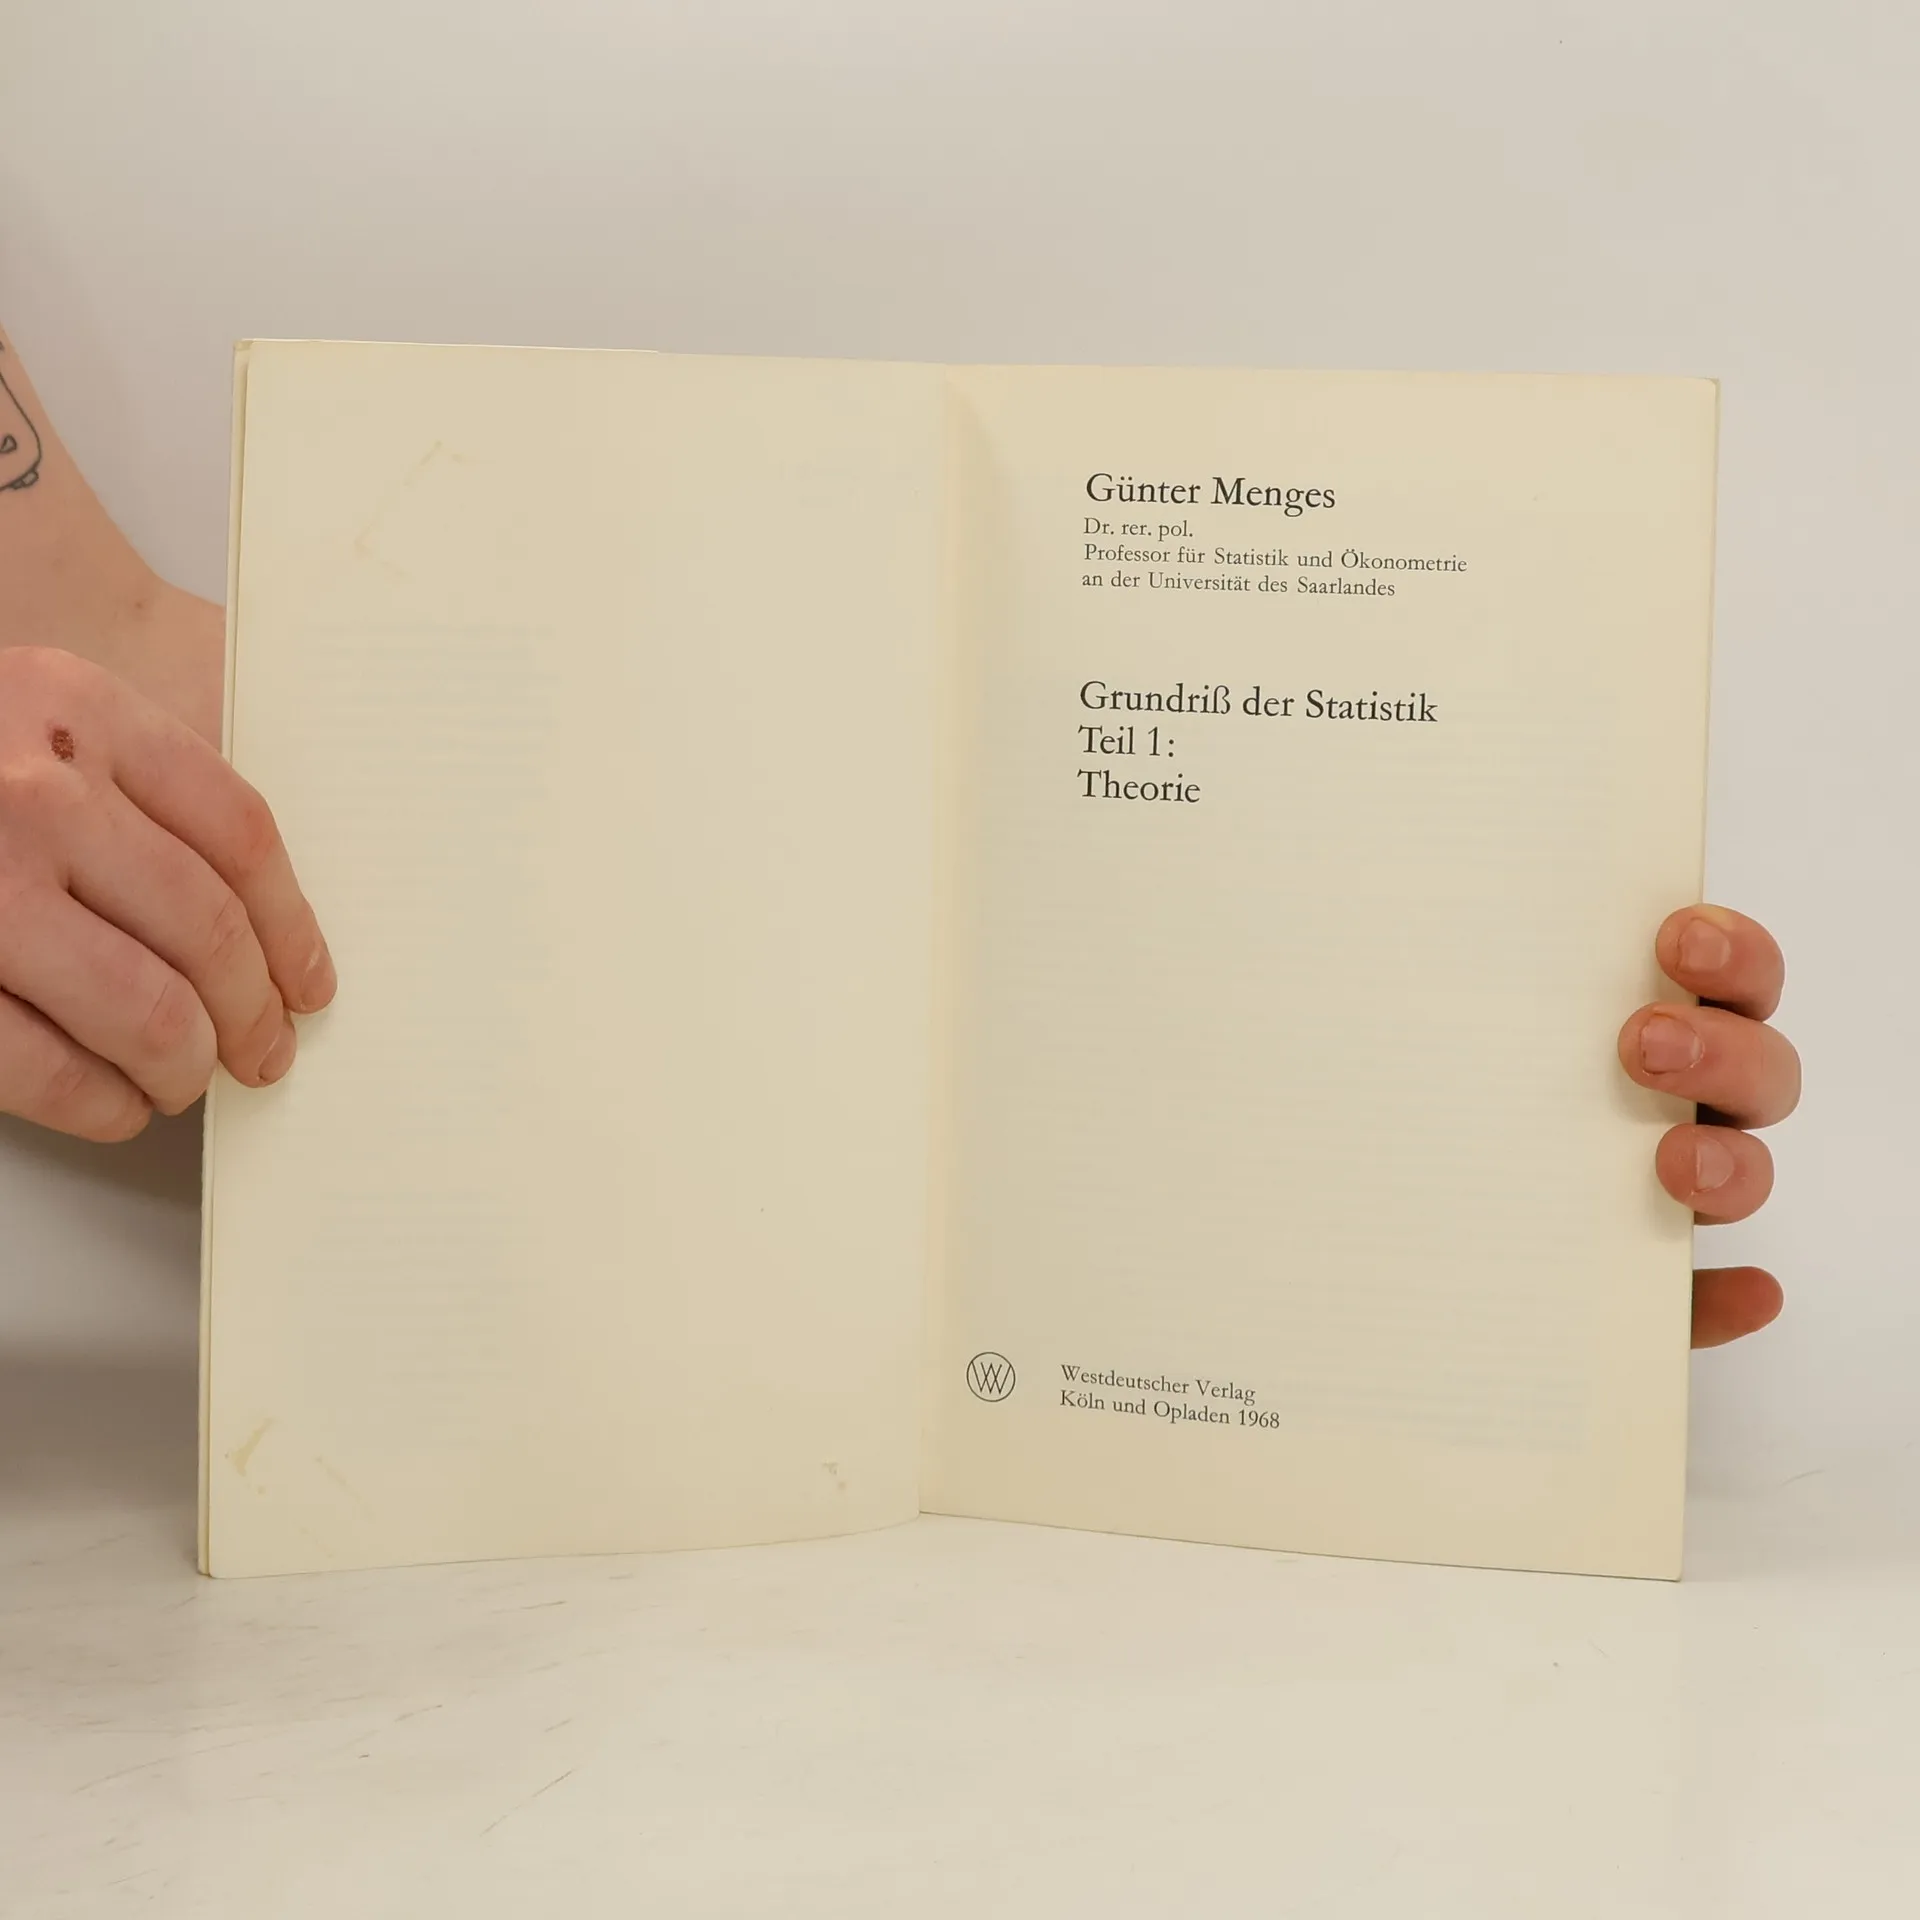 Günter Menges
Dr. rer. pol.
Professor für Statistik und Ökonometrie
an der Universität des Saarlandes
Grundriß der Statistik
Teil 1:
Theorie
Westdeutscher Verlag
Köln und Opladen 1968